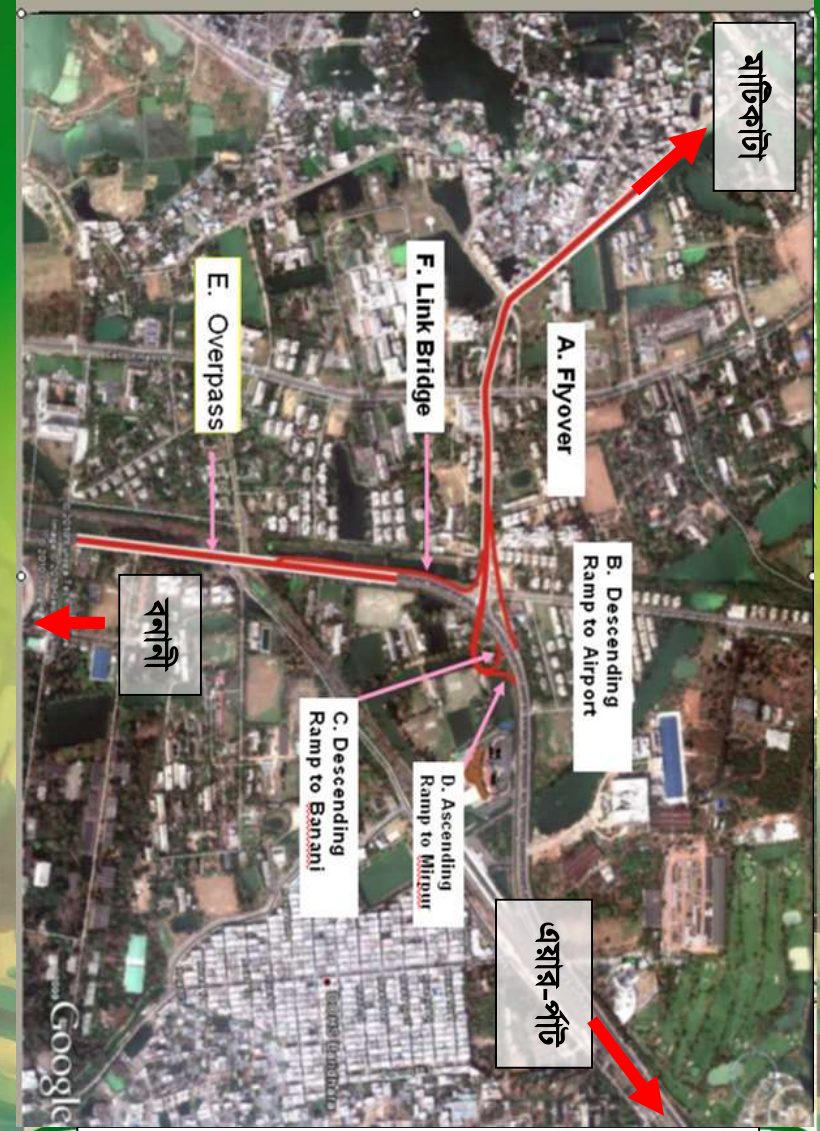 মাটিকাটা
A. Flyover
F. Link Bridge
E. Overpass
B. Descending
Ramp to Airport
বনানী
C. Descending
Ramp to Banani
D. Ascending
Ramp to Mirpur
এয়ার-পাট
Google